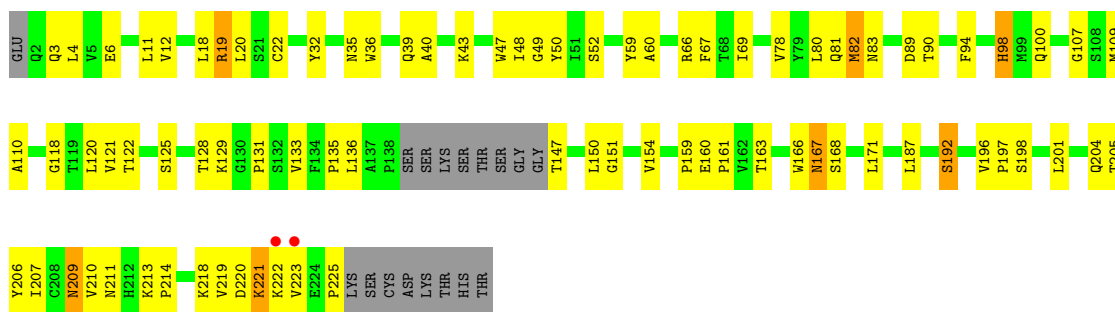 GLU Q2 Q3 L4 V5 E6 L11 V12 L18 R19 L20 S21 C22 Y32 N35 W36 Q39 A40 K43 W47 I48 G49 Y50 I51 S52 Y59 A60 R66 F67 T68 I69 V78 Y79 L80 Q81 M82 N83 D89 T90 F94 H98 M99 Q100 G107 S108 M109
A110 G118 T119 L120 V121 T122 S125 T128 K129 G130 P131 S132 V133 F134 P135 L136 A137 P138 SER SER LYS SER THR SER GLY GLY T147 L150 G151 V154 P159 E160 P161 V162 T163 W166 N167 S168 L171 L187 S192 V196 P197 S198 L201 Q204 T205
Y206 I207 C208 N209 V210 N211 H212 K213 P214 K218 V219 D220 K221 K222 V223 E224 P225 LYS SER CYS ASP LYS THR HIS THR